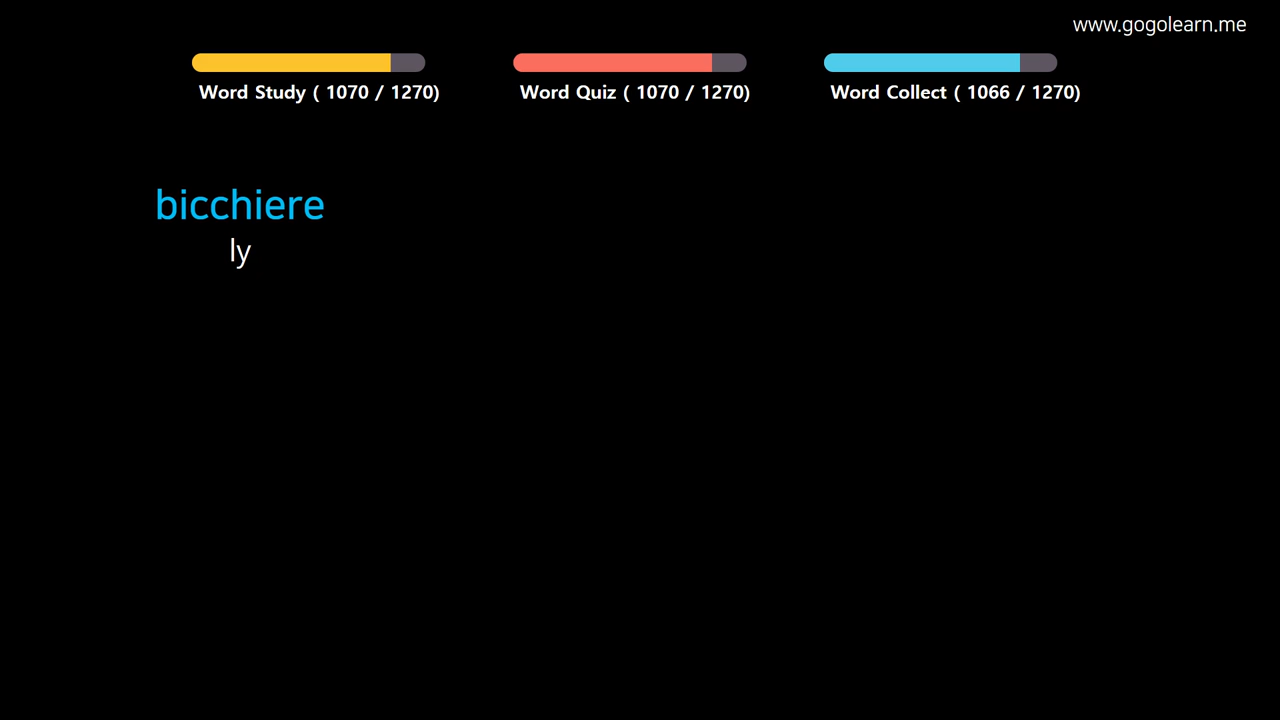 www.gogolearn.me
Word Study ( 1070 / 1270)
Word Quiz ( 1070 / 1270)
Word Collect ( 1066 / 1270)
bicchiere
ly